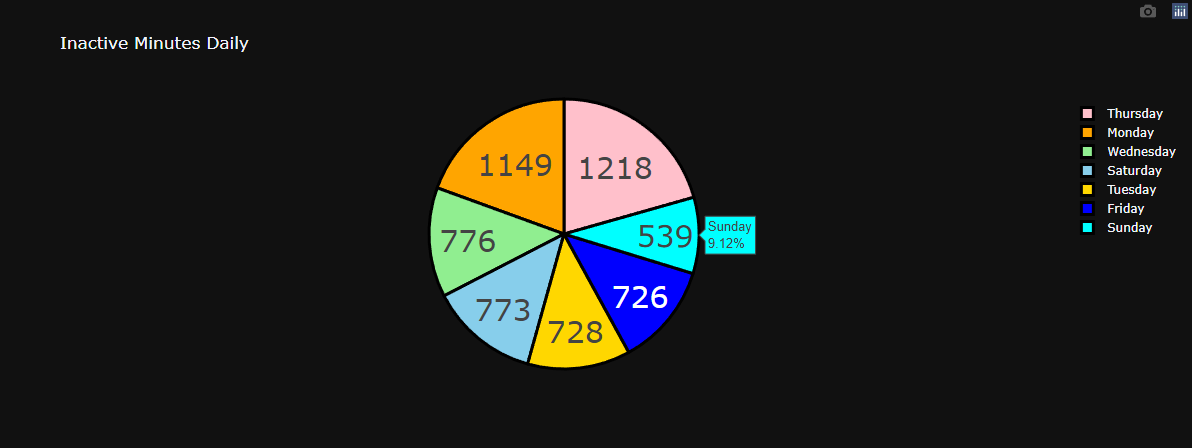 Inactive Minutes Daily
1149
1218
776
539
Sunday
9.12%
773
728
726
Thursday
Monday
Wednesday
Saturday
Tuesday
Friday
Sunday